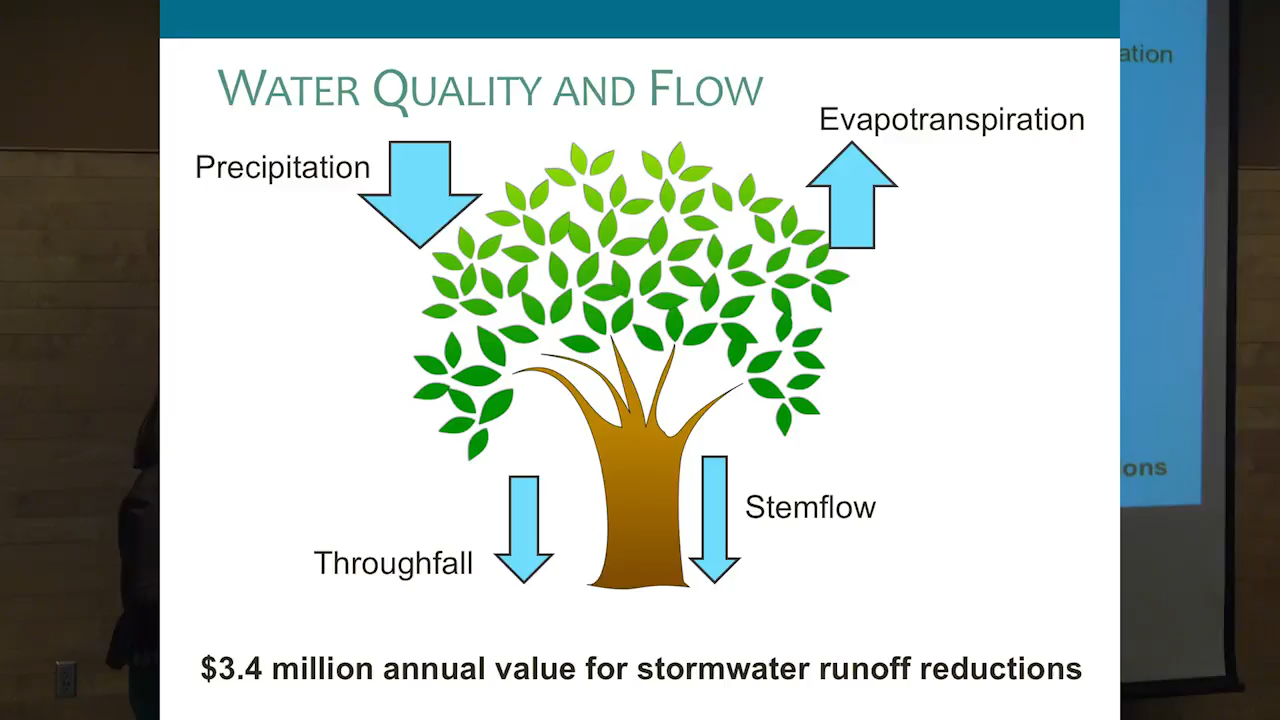 WATER QUALITY AND FLOW
Evapotranspiration
Precipitation
Stemflow
Throughfall
$3.4 million annual value for stormwater runoff reductions
ation
ons